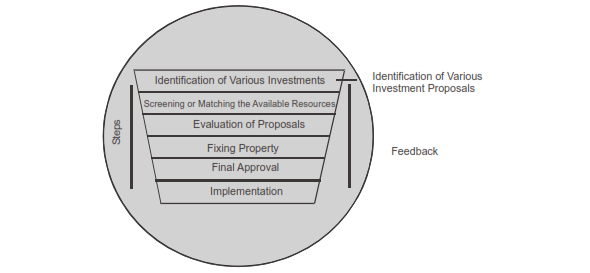 Identification of Various Investments
Screening or Matching the Available Resources
Evaluation of Proposals
Fixing Property
Final Approval
Implementation
Steps
Identification of Various
Investment Proposals
Feedback